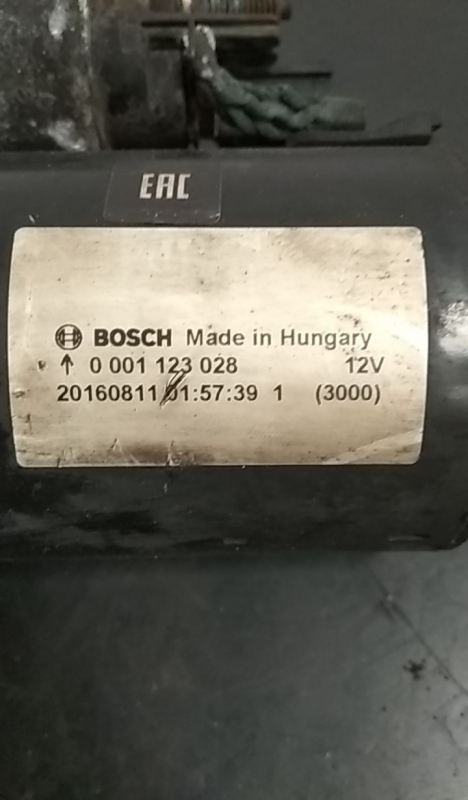 EAC
BOSCH Made in Hungary
↑ 0 001 123 028 12V
20160811 01:57:39 1 (3000)